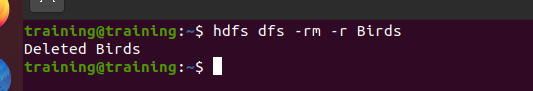 training@training:~$ hdfs dfs -rm -r Birds
Deleted Birds
training@training:~$